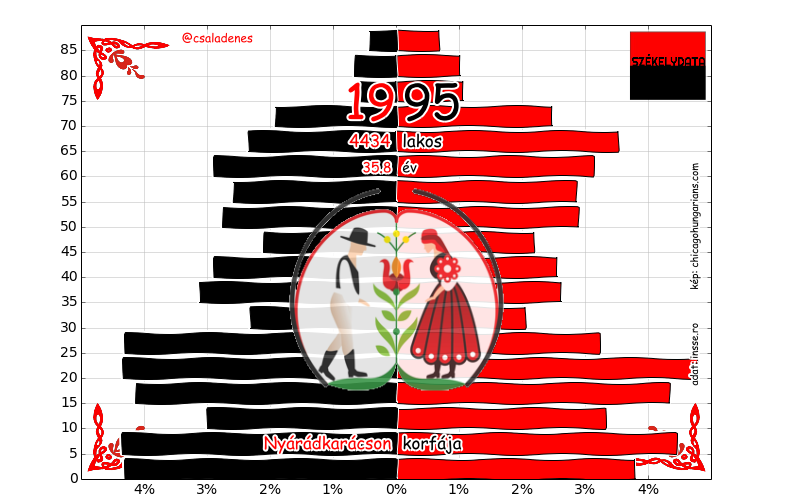 @csaladenes
SZÉKELYDATA
1995
4434 lakos
35.8 év
kép: chicagohungarians.com
adat:linsse.ro
Nyárádkarácson korfája
85
80
75
70
65
60
55
50
45
40
35
30
25
20
15
10
5
0
4% 3% 2% 1% 0% 1% 2% 3% 4%